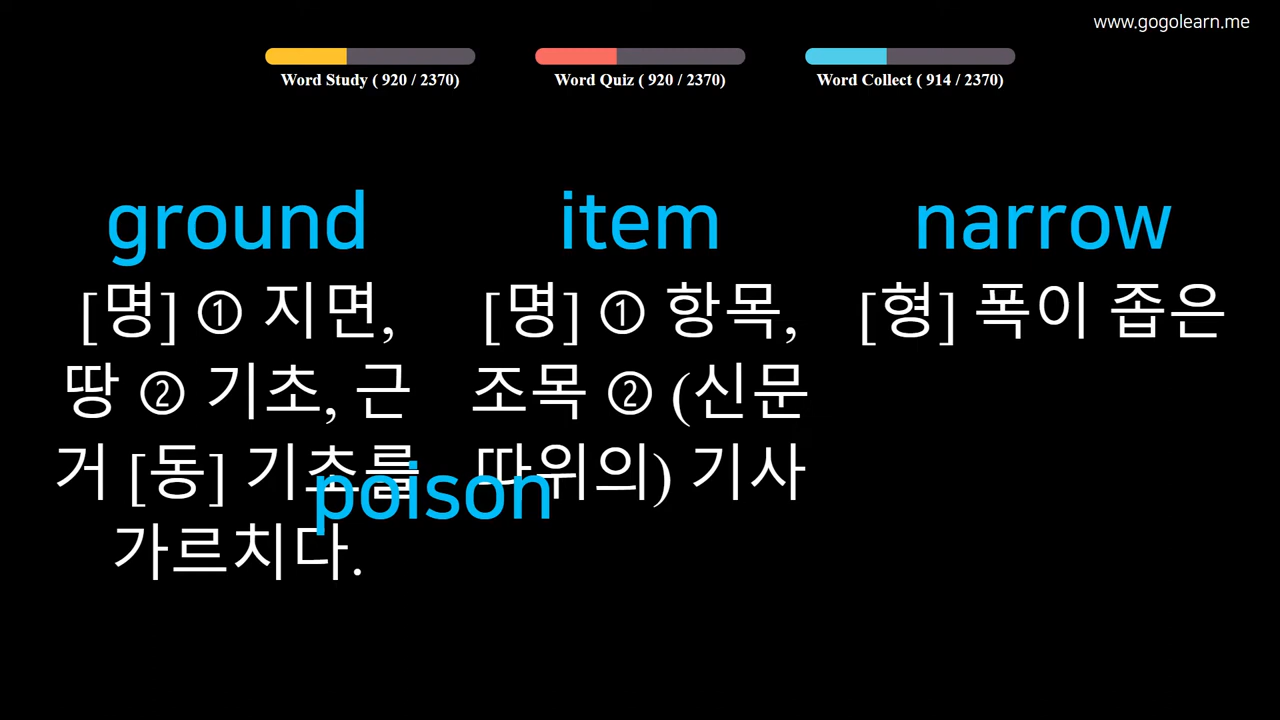 www.gogolearn.me
Word Study ( 920 / 2370)
Word Quiz ( 920 / 2370)
Word Collect ( 914 / 2370)
ground
[명] ① 지면,
땅 ② 기초, 근
거 [동] 기초를
가르치다.
item
[명] ① 항목,
조목 ② (신문
따위의) 기사
narrow
[형] 폭이 좁은
poison